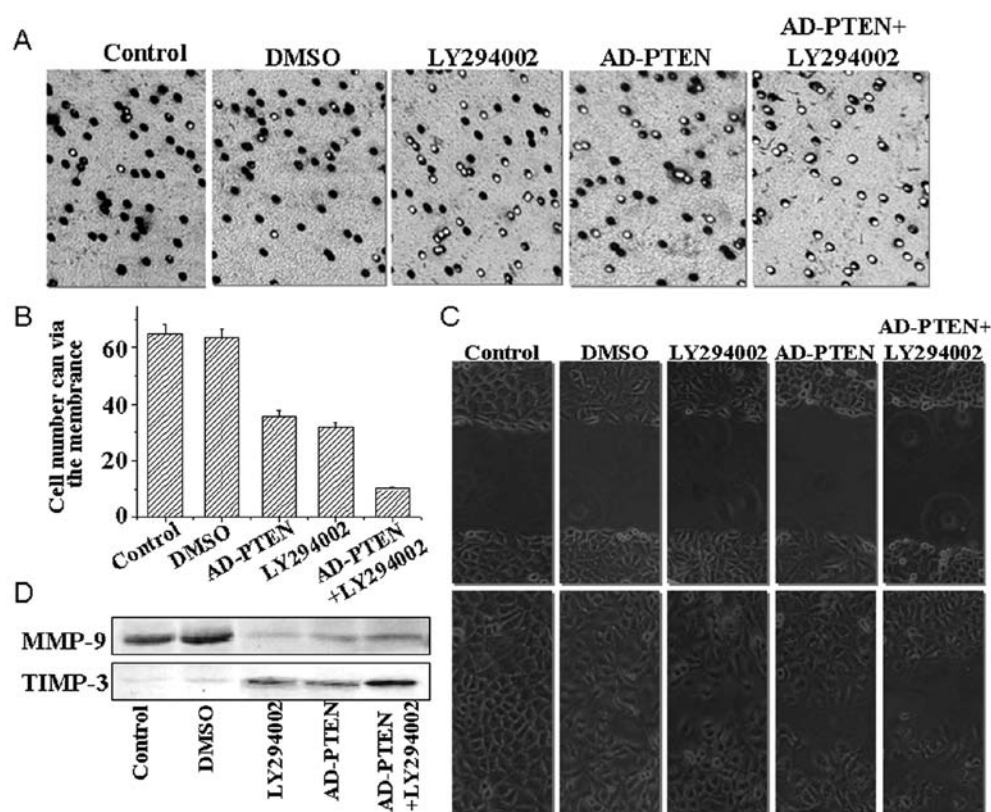 A
Control
DMSO
LY294002
AD-PTEN
AD-PTEN+
LY294002
B
Cell number can via
the membrance
60
40
20
0
Control
DMSO
AD-PTEN
LY294002
AD-PTEN
+LY294002
C
Control
DMSO
LY294002
AD-PTEN
AD-PTEN+
LY294002
D
MMP-9
TIMP-3
Control
DMSO
LY294002
AD-PTEN
AD-PTEN
+LY294002